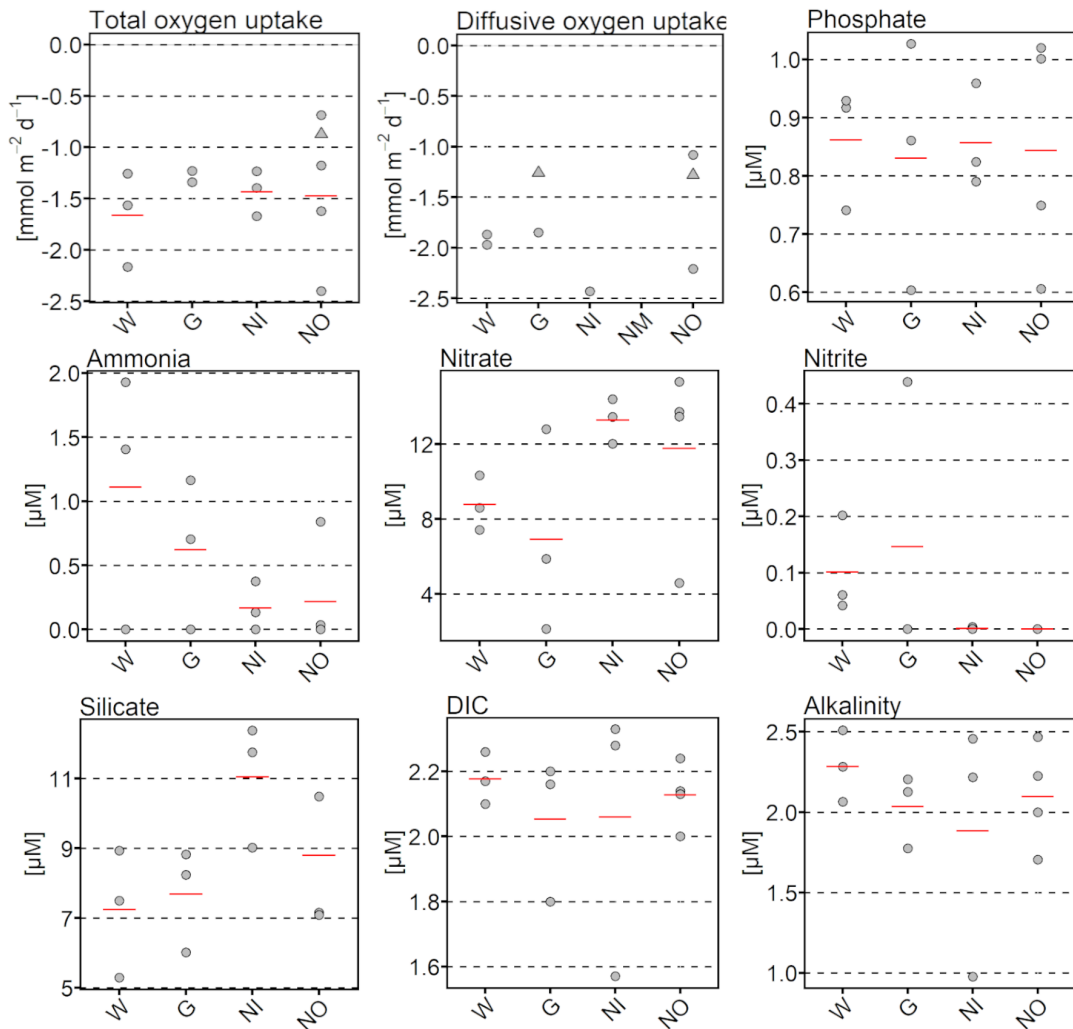 Total oxygen uptake
[mmol m⁻² d⁻¹]
0.0
-0.5
-1.0
-1.5
-2.0
-2.5
W G NI NO
Diffusive oxygen uptake
[mmol m⁻² d⁻¹]
0.0
-0.5
-1.0
-1.5
-2.0
-2.5
W G NI NM NO
Phosphate
[µM]
1.0
0.9
0.8
0.7
0.6
W G NI NO
Ammonia
[µM]
2.0
1.5
1.0
0.5
0.0
W G NI NO
Nitrate
[µM]
12
8
4
W G NI NO
Nitrite
[µM]
0.4
0.3
0.2
0.1
0.0
W G NI NO
Silicate
[µM]
11
9
7
5
W G NI NO
DIC
[µM]
2.2
2.0
1.8
1.6
W G NI NO
Alkalinity
[µM]
2.5
2.0
1.5
1.0
W G NI NO